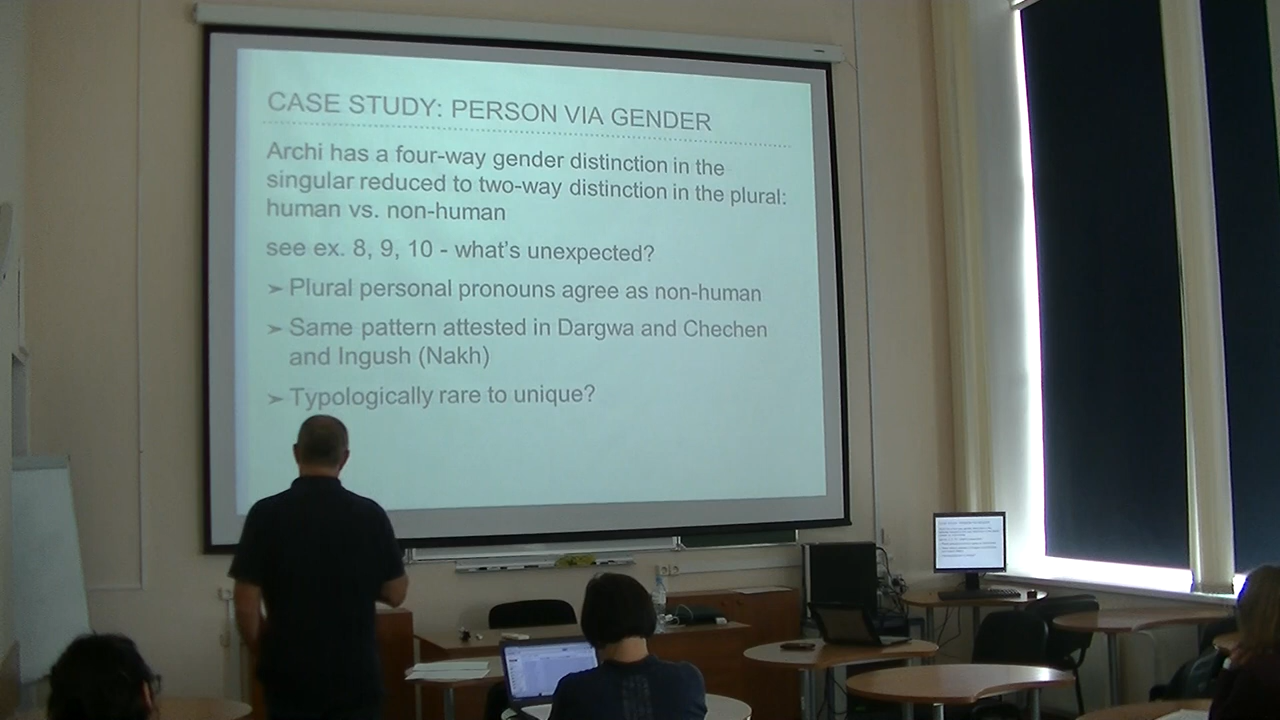 CASE STUDY: PERSON VIA GENDER
Archi has a four-way gender distinction in the
singular reduced to two-way distinction in the plural:
human vs. non-human
see ex. 8, 9, 10 - what's unexpected?
➢ Plural personal pronouns agree as non-human
➢ Same pattern attested in Dargwa and Chechen
and Ingush (Nakh)
➢ Typologically rare to unique?